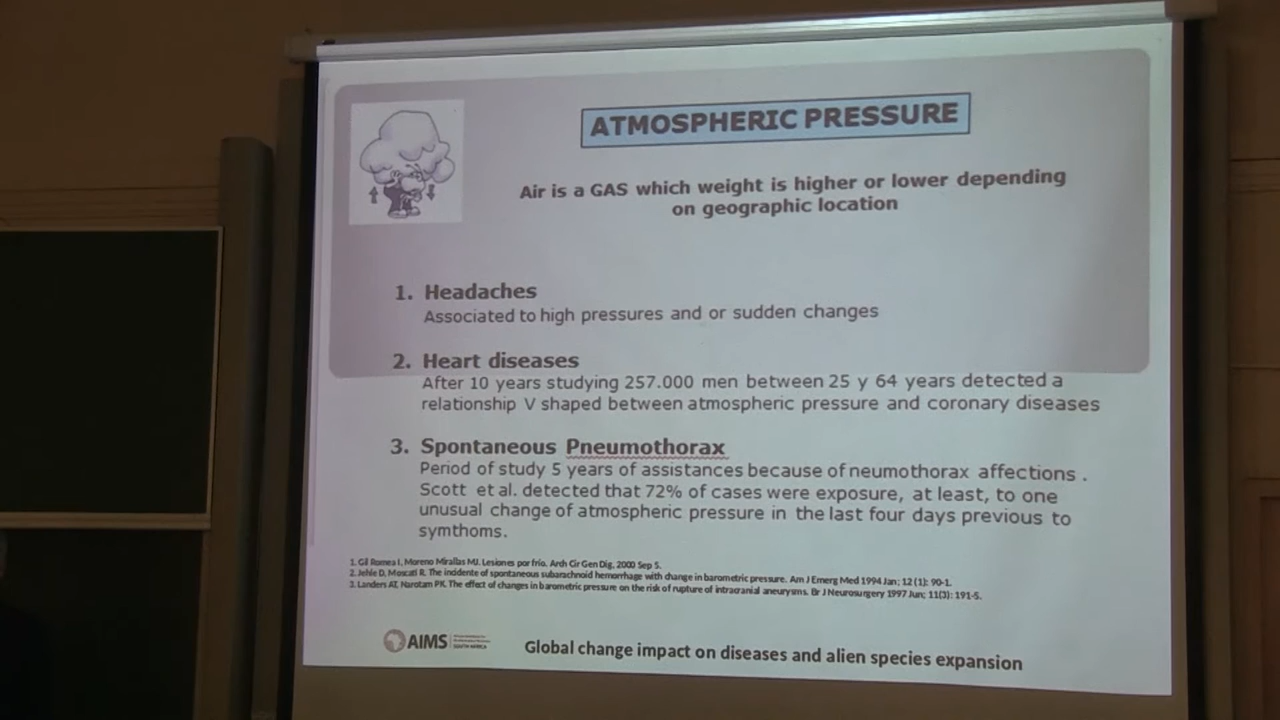 ATMOSPHERIC PRESSURE
Air is a GAS which weight is higher or lower depending
on geographic location
1. Headaches
Associated to high pressures and or sudden changes
2. Heart diseases
After 10 years studying 257.000 men between 25 y 64 years detected a
relationship V shaped between atmospheric pressure and coronary diseases
3. Spontaneous Pneumothorax
Period of study 5 years of assistances because of neumothorax affections .
Scott et al. detected that 72% of cases were exposure, at least, to one
unusual change of atmospheric pressure in the last four days previous to
symthoms.
1. Gil Romea I, Moreno Mirallas MJ. Lesiones por frio. Arch Cir Gen Dig. 2000 Sep 5.
2. Jehle D, Moscati R. The incidente of spontaneous subarachnoid hemorrhage with change in barometric pressure. Am J Emerg Med 1994 Jan; 12 (1): 90-1.
3. Landers AT, Narotam PK. The effect of changes in barometric pressure on the risk of rupture of intracranial aneurysms. Br J Neurosurgery 1997 Jun; 11(3): 191-5.
AIMS
SOUTH AFRICA
Global change impact on diseases and alien species expansion